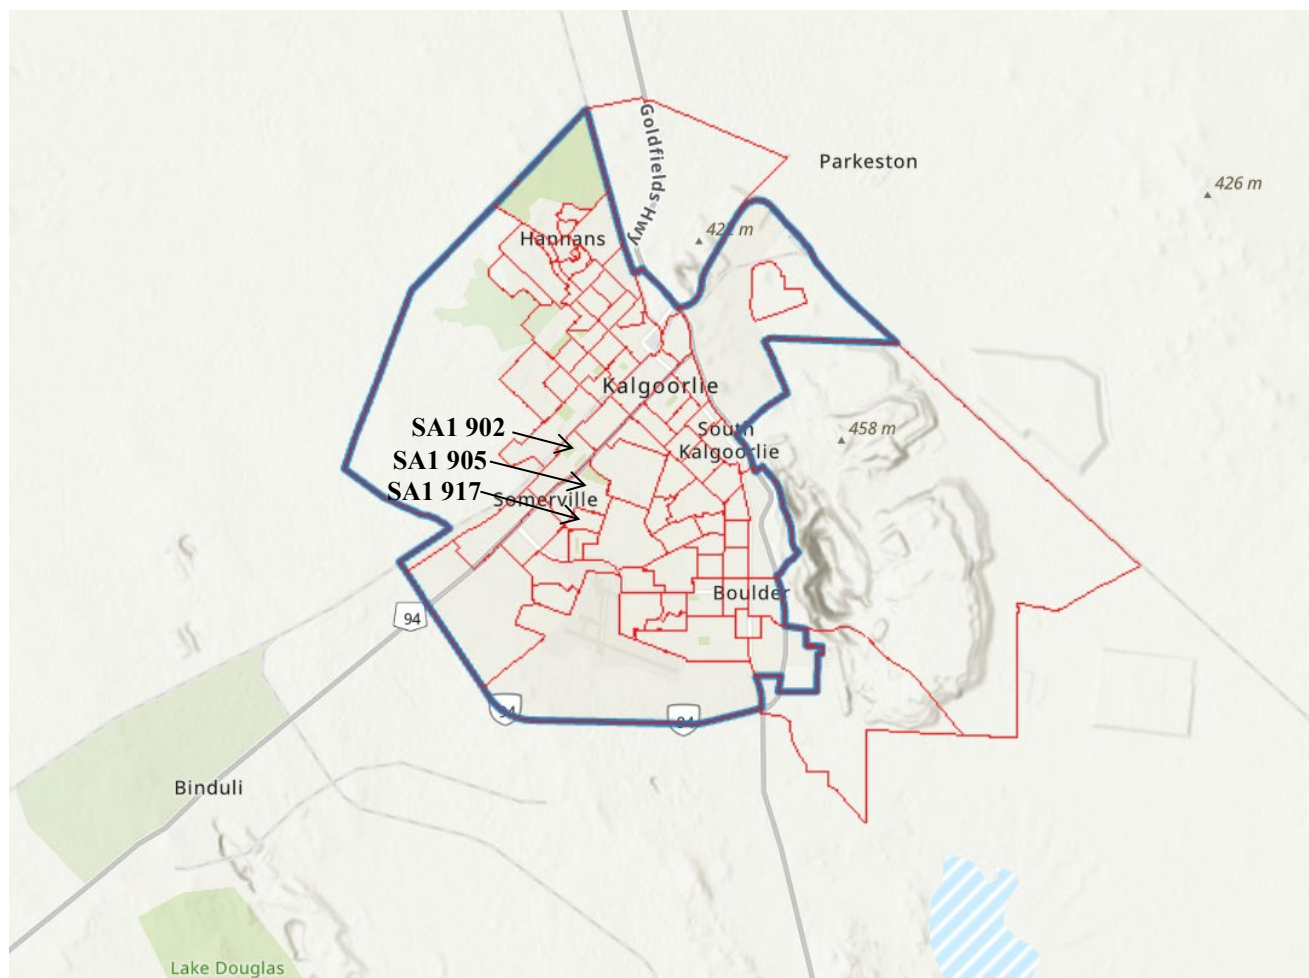 Goldfields Hwy
Parkeston
426 m
422 m
Hannans
Kalgoorlie
SA1 902
South
Kalgoorlie
458 m
SA1 905
SA1 917
Somerville
Boulder
94
94
94
Binduli
Lake Douglas